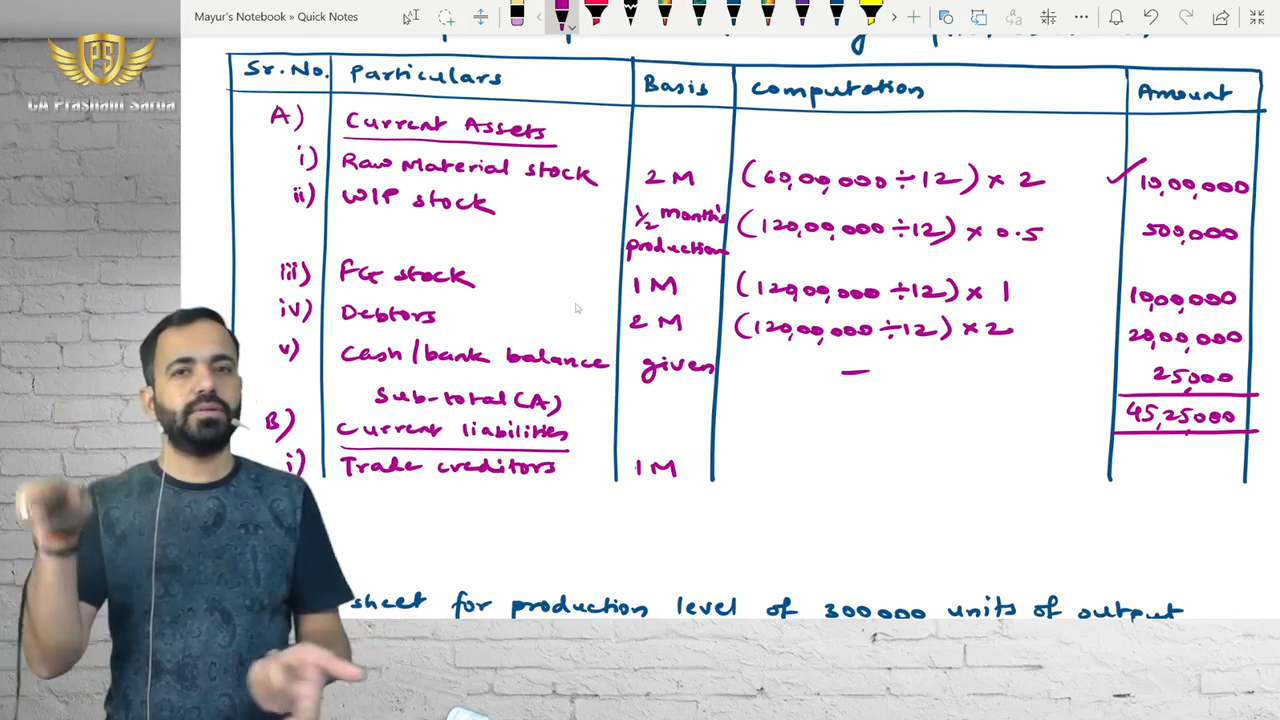 Mayur's Notebook » Quick Notes
PS
CA Prasham Sarda
Sr. No. Particulars Basis Computation Amount
A) Current Assets
i) Raw Material stock 2 M (60,00,000 ÷ 12) × 2 ✓ 10,00,000
ii) WIP stock 1/2 month's production (120,00,000 ÷ 12) × 0.5 500,000
iii) FG stock 1 M (120,00,000 ÷ 12) × 1 10,00,000
iv) Debtors 2 M (120,00,000 ÷ 12) × 2 20,00,000
v) Cash/bank balance given — 25,000
Sub-total (A) 45,25,000
B) Current liabilities
i) Trade creditors 1 M
sheet for production level of 300000 units of output